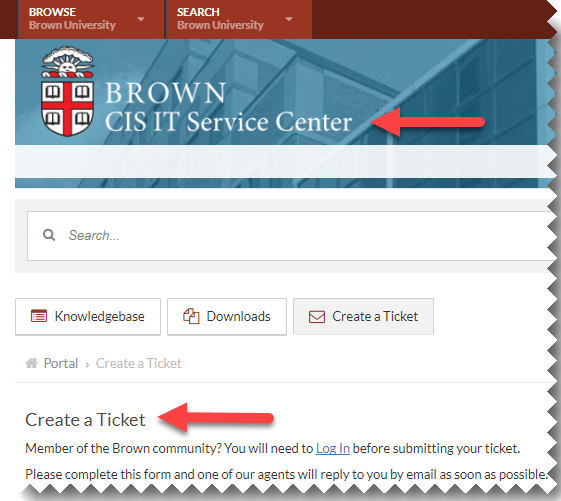 BROWSE
Brown University
SEARCH
Brown University
BROWN
CIS IT Service Center
Search...
Knowledgebase
Downloads
Create a Ticket
Portal › Create a Ticket
Create a Ticket
Member of the Brown community? You will need to Log In before submitting your ticket.
Please complete this form and one of our agents will reply to you by email as soon as possible.